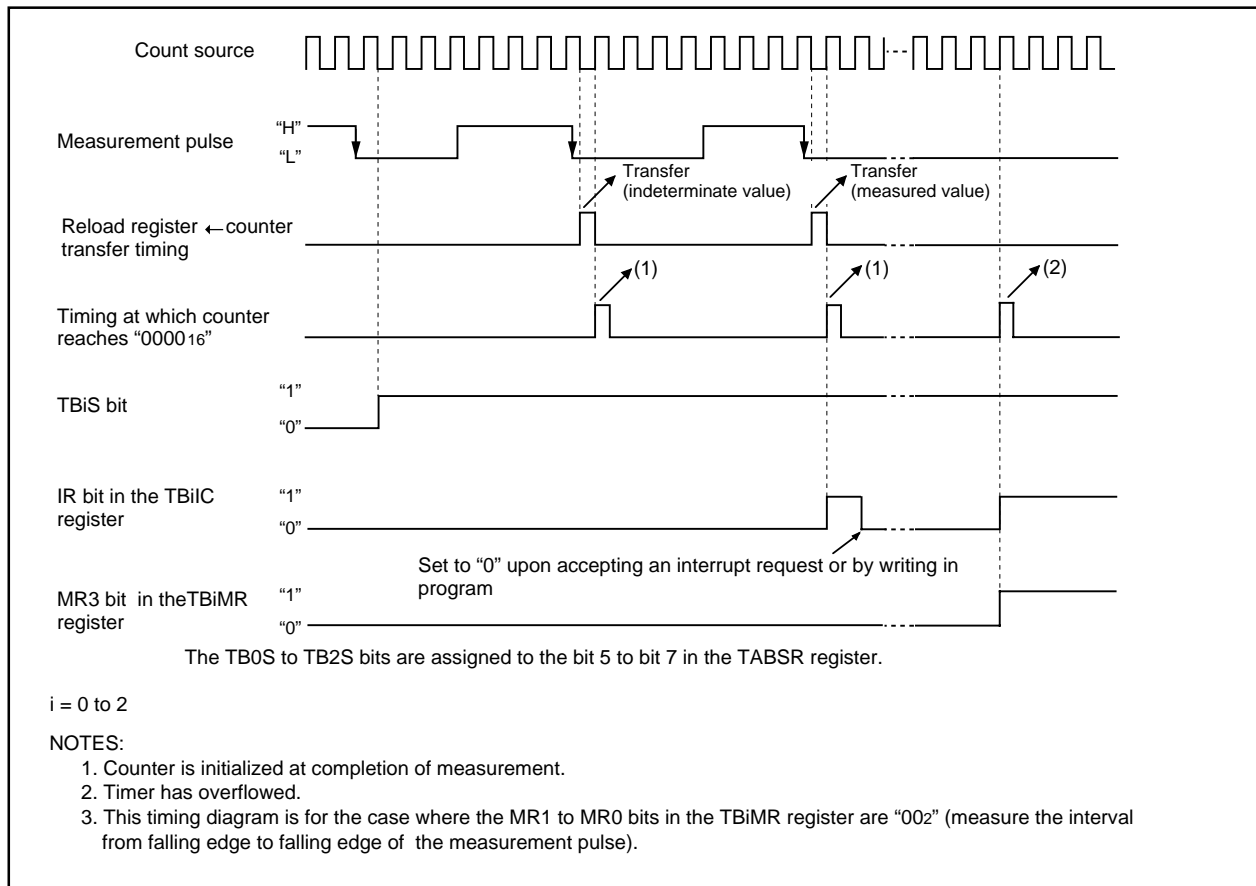 Count source
Measurement pulse
“H”
“L”
Transfer
(indeterminate value)
Transfer
(measured value)
Reload register ← counter
transfer timing
(1)
(1)
(2)
Timing at which counter
reaches “000016”
TBiS bit
“1”
“0”
IR bit in the TBiIC
register
“1”
“0”
Set to “0” upon accepting an interrupt request or by writing in
program
MR3 bit in theTBiMR
register
“1”
“0”
The TB0S to TB2S bits are assigned to the bit 5 to bit 7 in the TABSR register.
i = 0 to 2
NOTES:
1. Counter is initialized at completion of measurement.
2. Timer has overflowed.
3. This timing diagram is for the case where the MR1 to MR0 bits in the TBiMR register are “002” (measure the interval
from falling edge to falling edge of the measurement pulse).